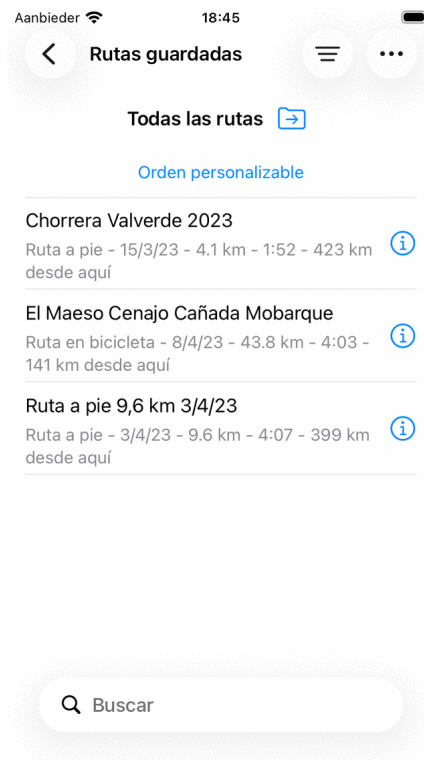 Aanbieder 18:45
Rutas guardadas
Todas las rutas
Orden personalizable
Chorrera Valverde 2023
Ruta a pie - 15/3/23 - 4.1 km - 1:52 - 423 km
desde aquí
El Maeso Cenajo Cañada Mobarque
Ruta en bicicleta - 8/4/23 - 43.8 km - 4:03 -
141 km desde aquí
Ruta a pie 9,6 km 3/4/23
Ruta a pie - 3/4/23 - 9.6 km - 4:07 - 399 km
desde aquí
Buscar